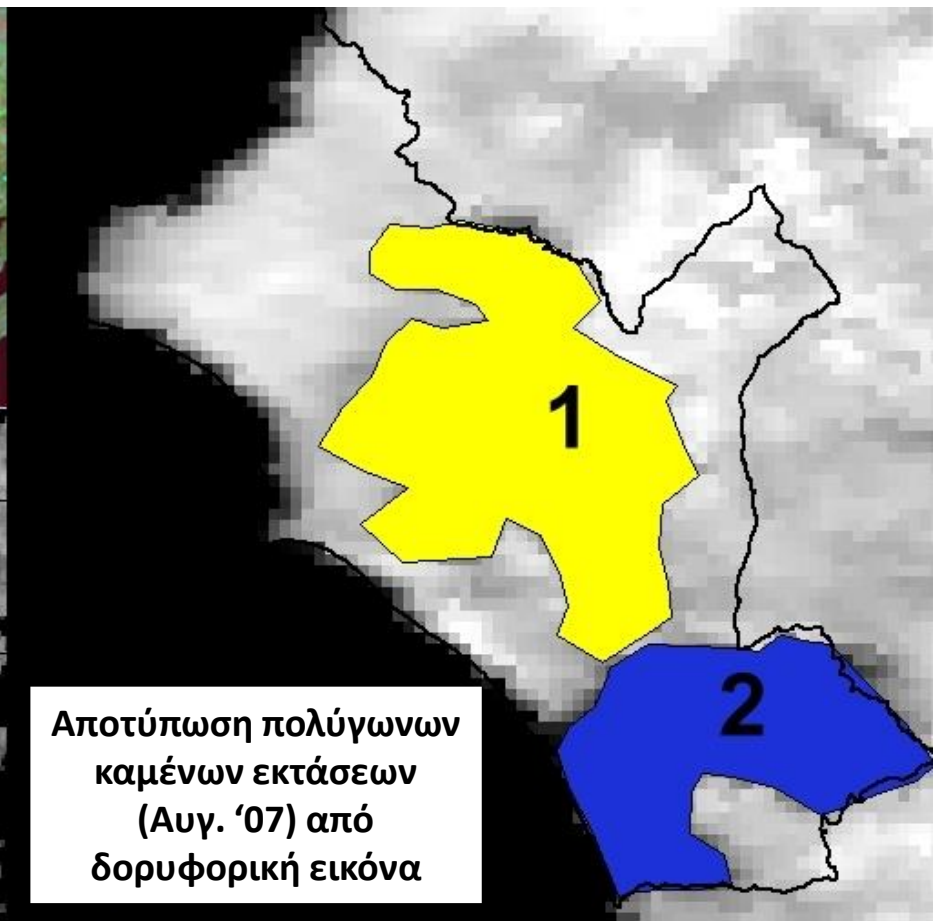 1
2
Αποτύπωση πολύγωνων
καμένων εκτάσεων
(Αυγ. ‘07) από
δορυφορική εικόνα